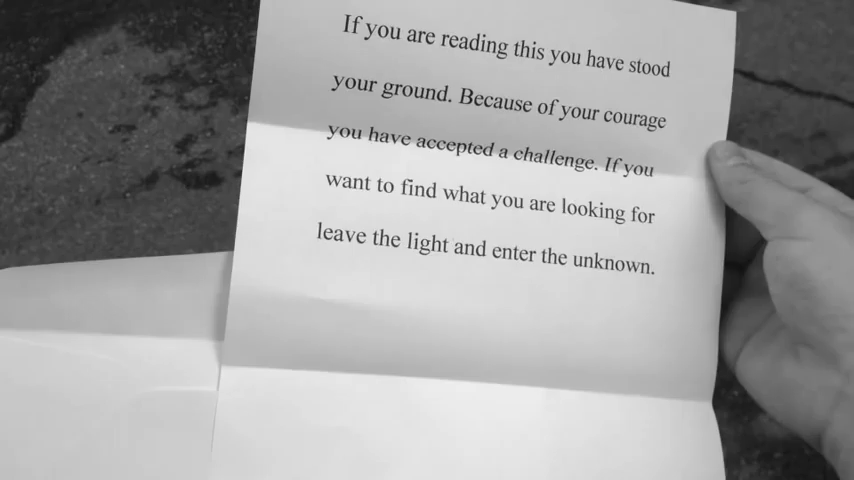 If you are reading this you have stood
your ground. Because of your courage
you have accepted a challenge. If you
want to find what you are looking for
leave the light and enter the unknown.